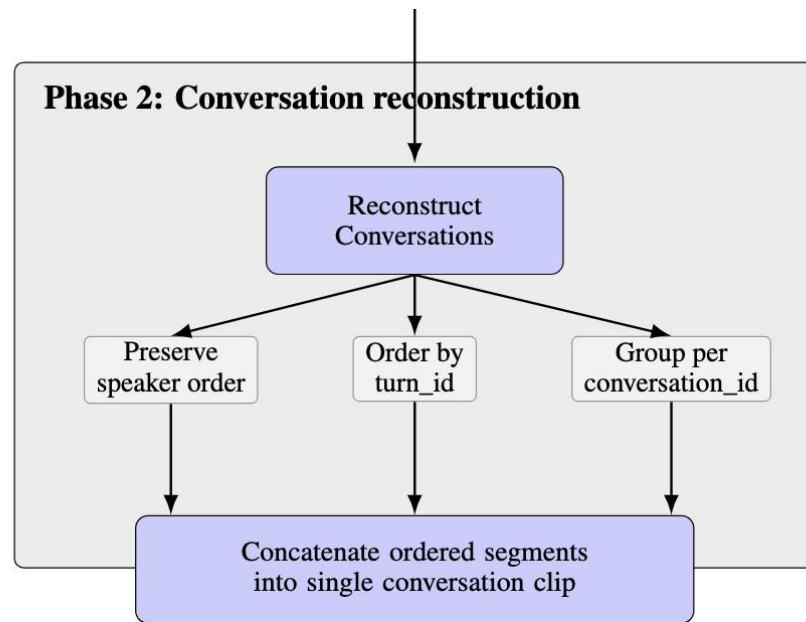 Phase 2: Conversation reconstruction
Reconstruct
Conversations
Preserve
speaker order
Order by
turn_id
Group per
conversation_id
Concatenate ordered segments
into single conversation clip